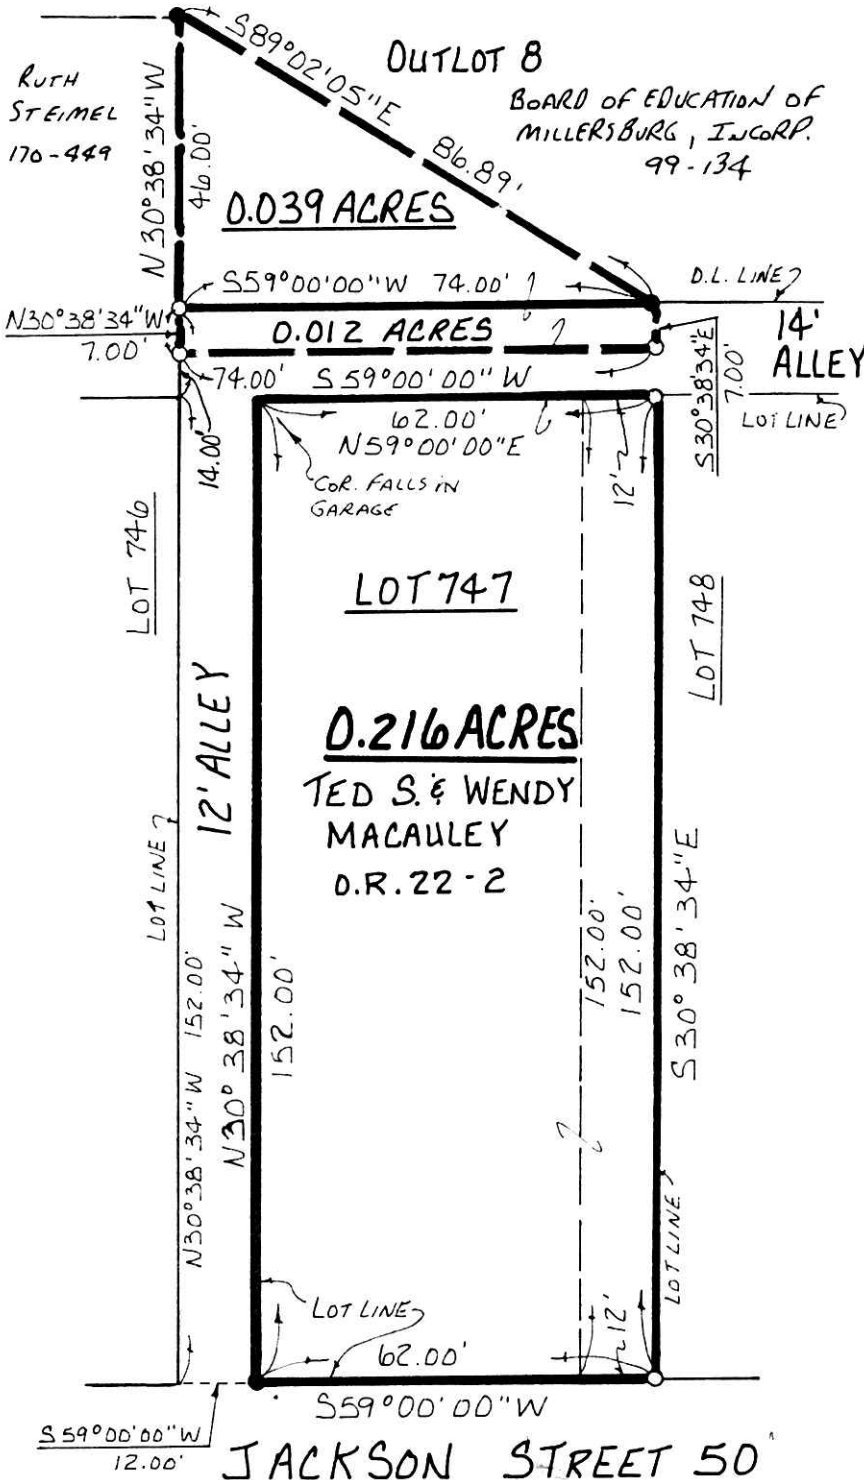 S89°02'05"E
86.89'
OUTLOT 8
RUTH
STEIMEL
170-449
N30°38'34"W
46.00'
BOARD OF EDUCATION OF
MILLERSBURG, INCORP.
99-134
0.039 ACRES
S59°00'00"W 74.00'
D.L. LINE
N30°38'34"W
7.00'
0.012 ACRES
14'
ALLEY
74.00' S59°00'00"W
S30°38'34"E
7.00'
LOT LINE
14.00'
62.00'
N59°00'00"E
12'
COR. FALLS IN
GARAGE
LOT 746
LOT 747
LOT 748
12' ALLEY
0.216 ACRES
TED S. & WENDY
MACAULEY
O.R. 22-2
LOT LINE
N30°38'34"W 152.00'
N30°38'34"W
152.00'
152.00'
152.00'
S30°38'34"E
LOT LINE
LOT LINE
12'
62.00'
S59°00'00"W
S59°00'00"W
12.00'
JACKSON STREET 50'